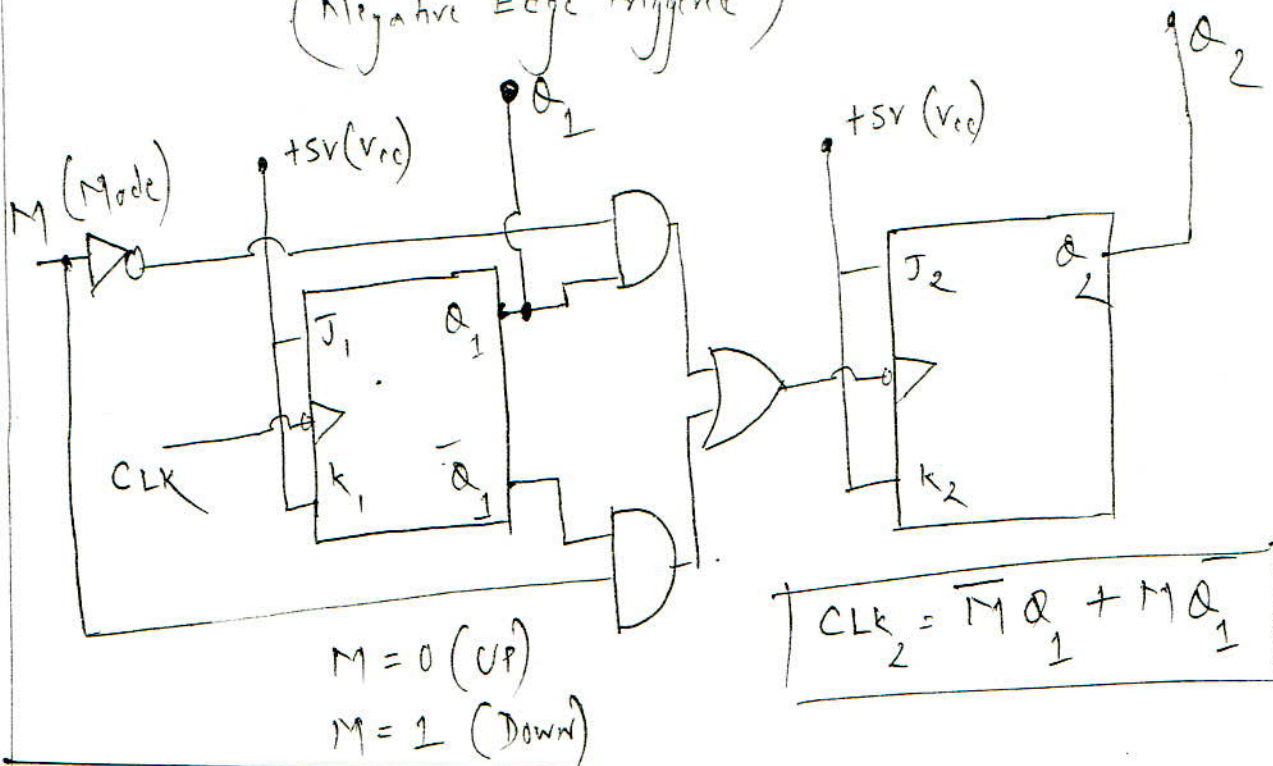 (Negative Edge Triggered)
Q2
Q1
+5V (Vcc)
+5V (Vcc)
M (Mode)
J1
Q1
J2
Q2
CLK
K1
Q̅1
K2
CLK2 = M̅ Q1 + M Q̅1
M = 0 (UP)
M = 1 (DOWN)